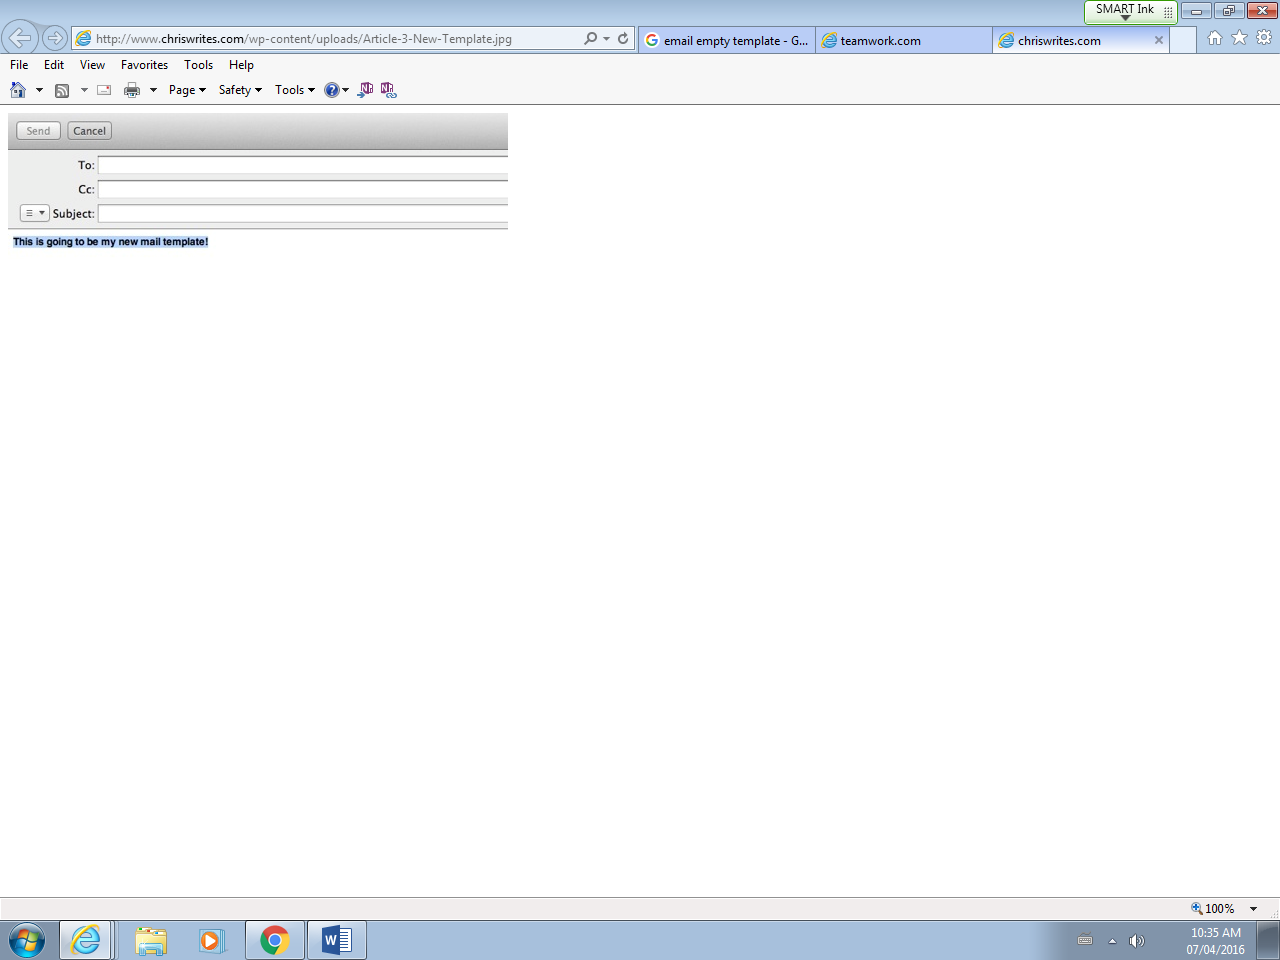 SMART Ink
http://www.chriswrites.com/wp-content/uploads/Article-3-New-Template.jpg
email empty template - G...
teamwork.com
chriswrites.com
File Edit View Favorites Tools Help
Page Safety Tools
Send Cancel
To:
Cc:
Subject:
This is going to be my new mail template!
100%
10:35 AM
07/04/2016